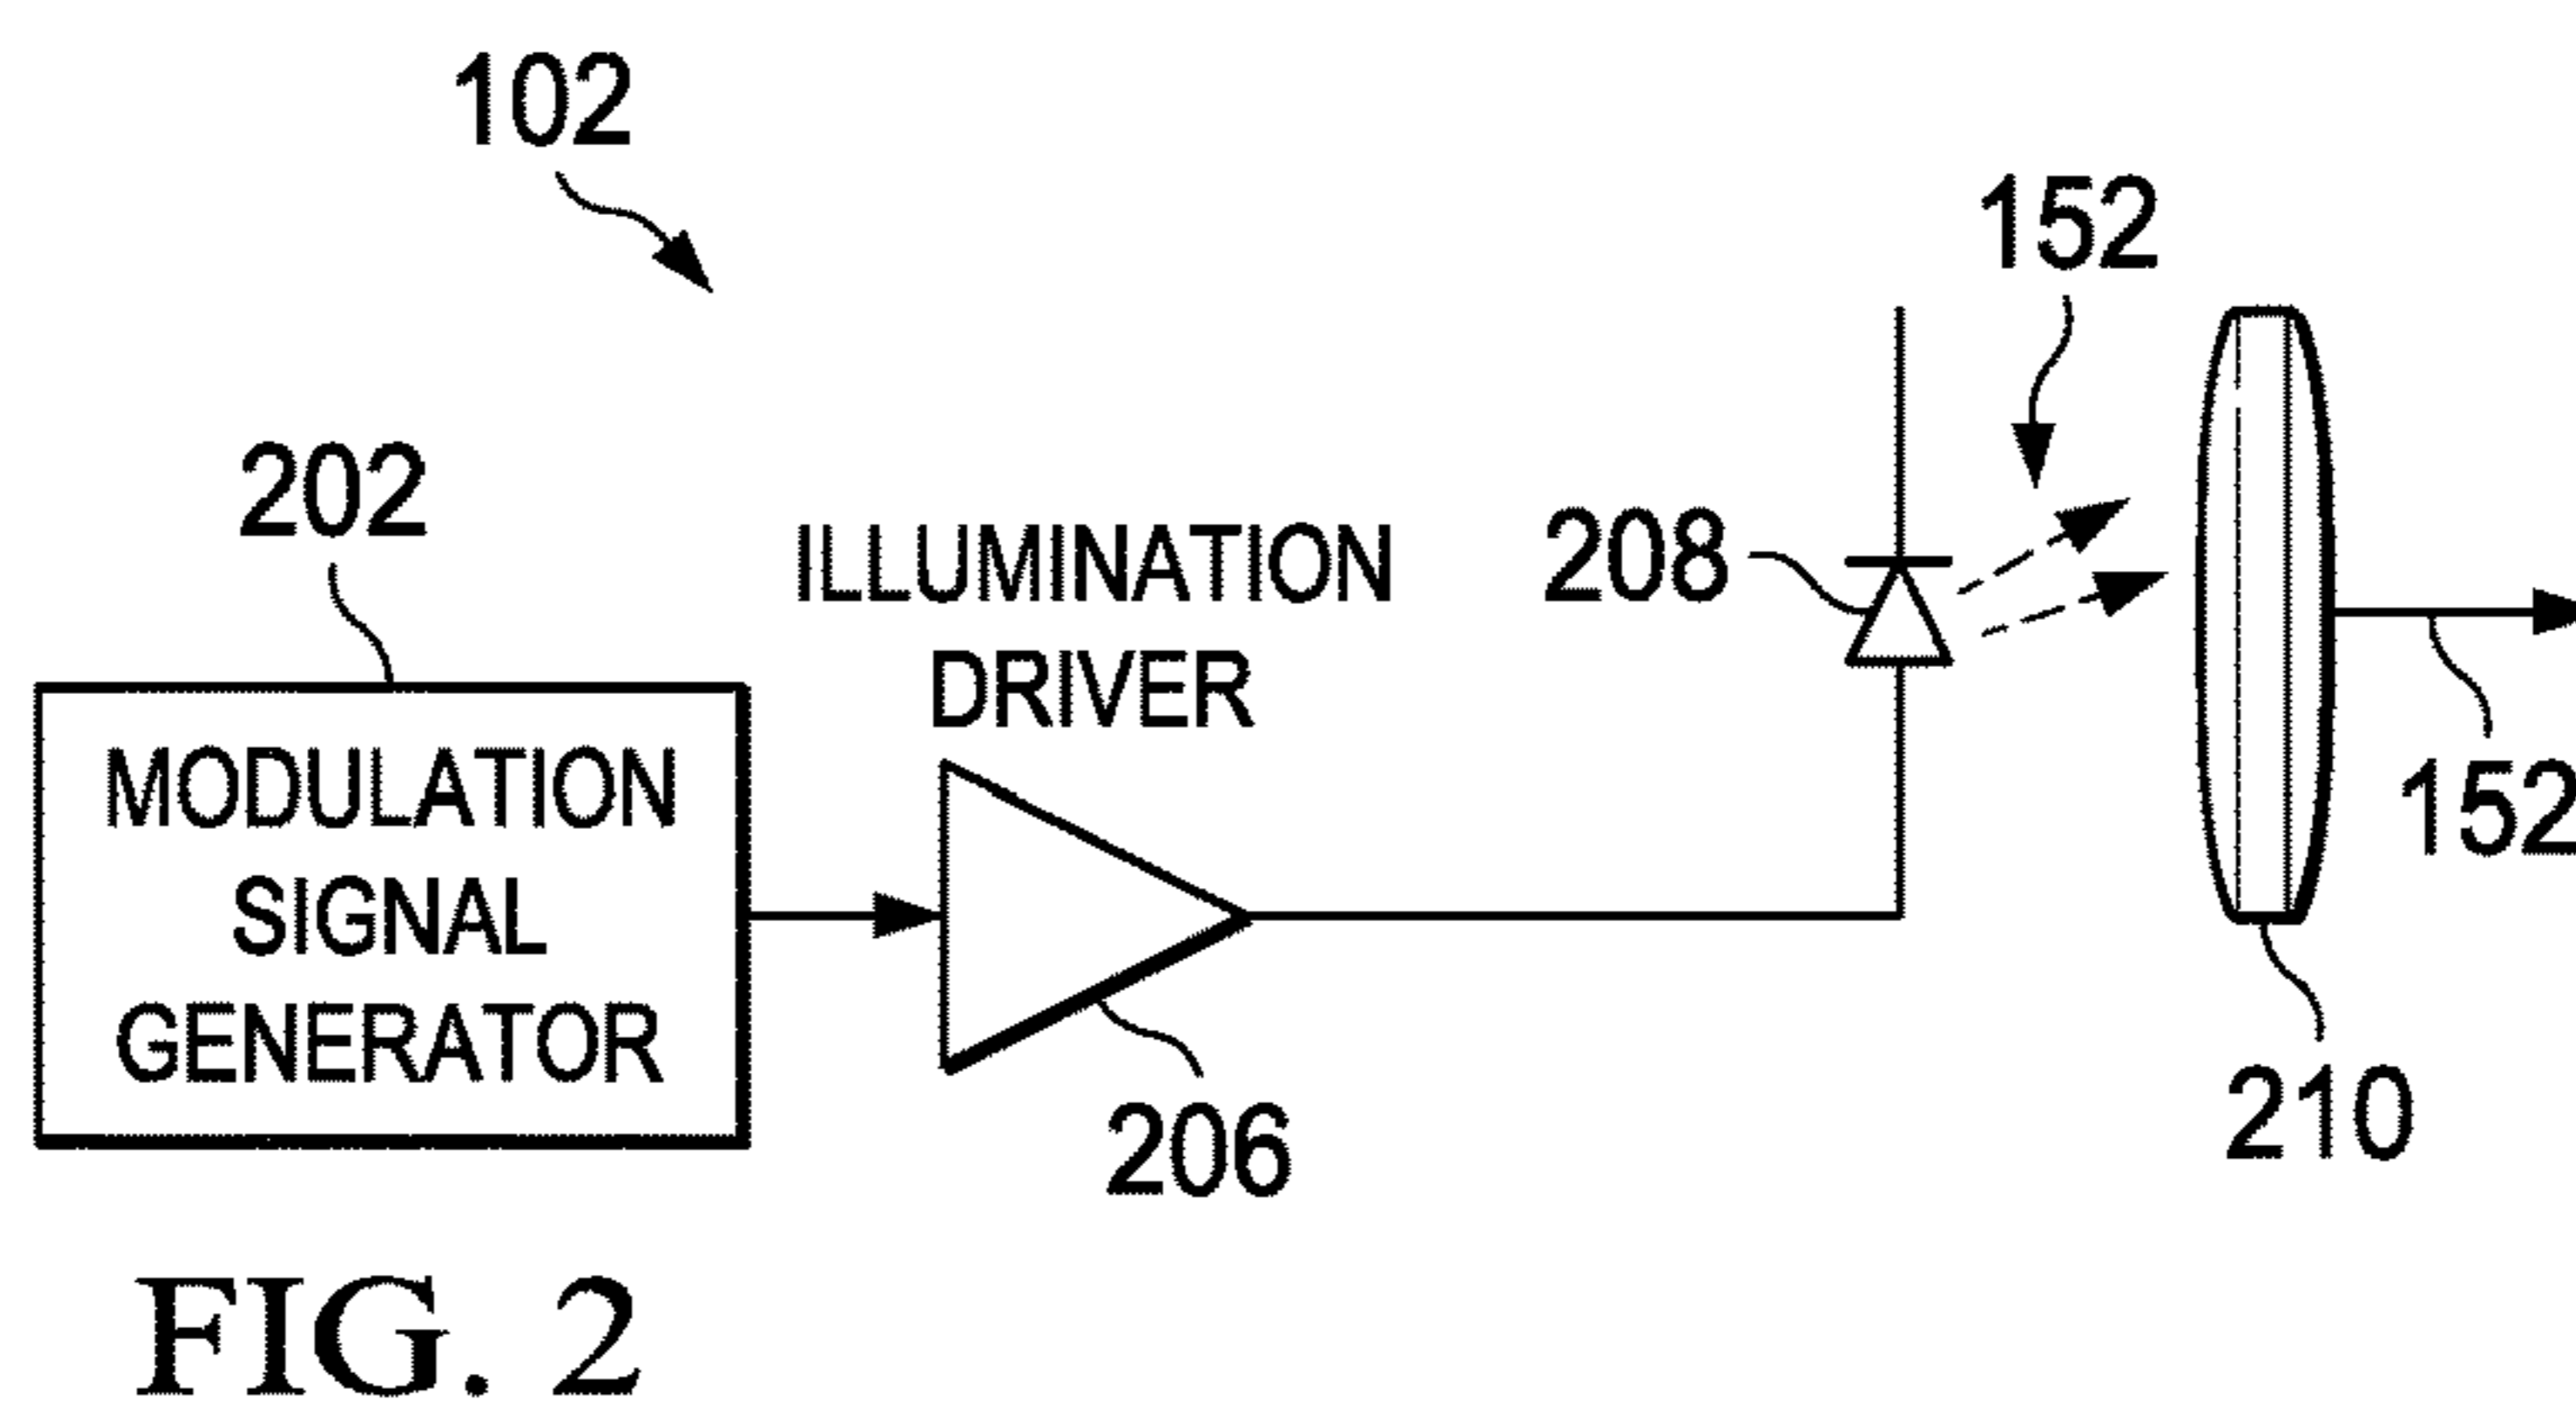 102
152
202
ILLUMINATION
DRIVER
208
MODULATION
SIGNAL
GENERATOR
152
206
210
FIG. 2